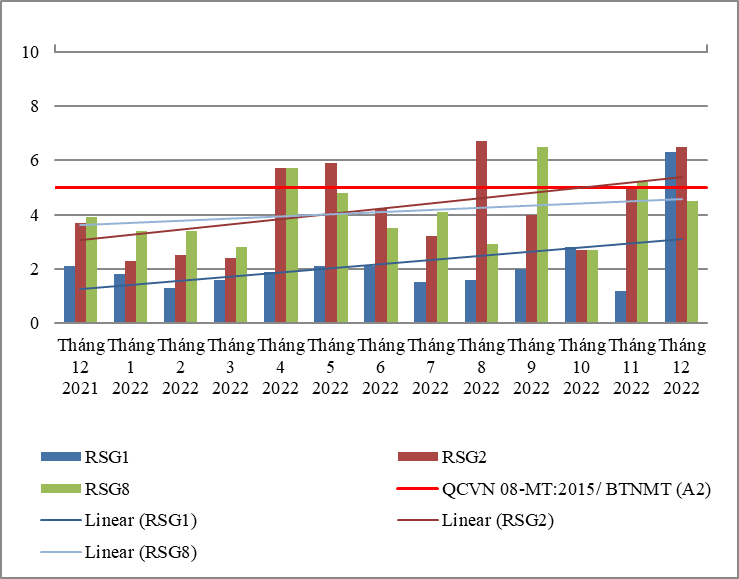 10
8
6
4
2
0
Tháng Tháng Tháng Tháng Tháng Tháng Tháng Tháng Tháng Tháng Tháng Tháng Tháng
12 1 2 3 4 5 6 7 8 9 10 11 12
2021 2022 2022 2022 2022 2022 2022 2022 2022 2022 2022 2022 2022
RSG1 RSG2
RSG8 QCVN 08-MT:2015/ BTNMT (A2)
Linear (RSG1) Linear (RSG2)
Linear (RSG8)